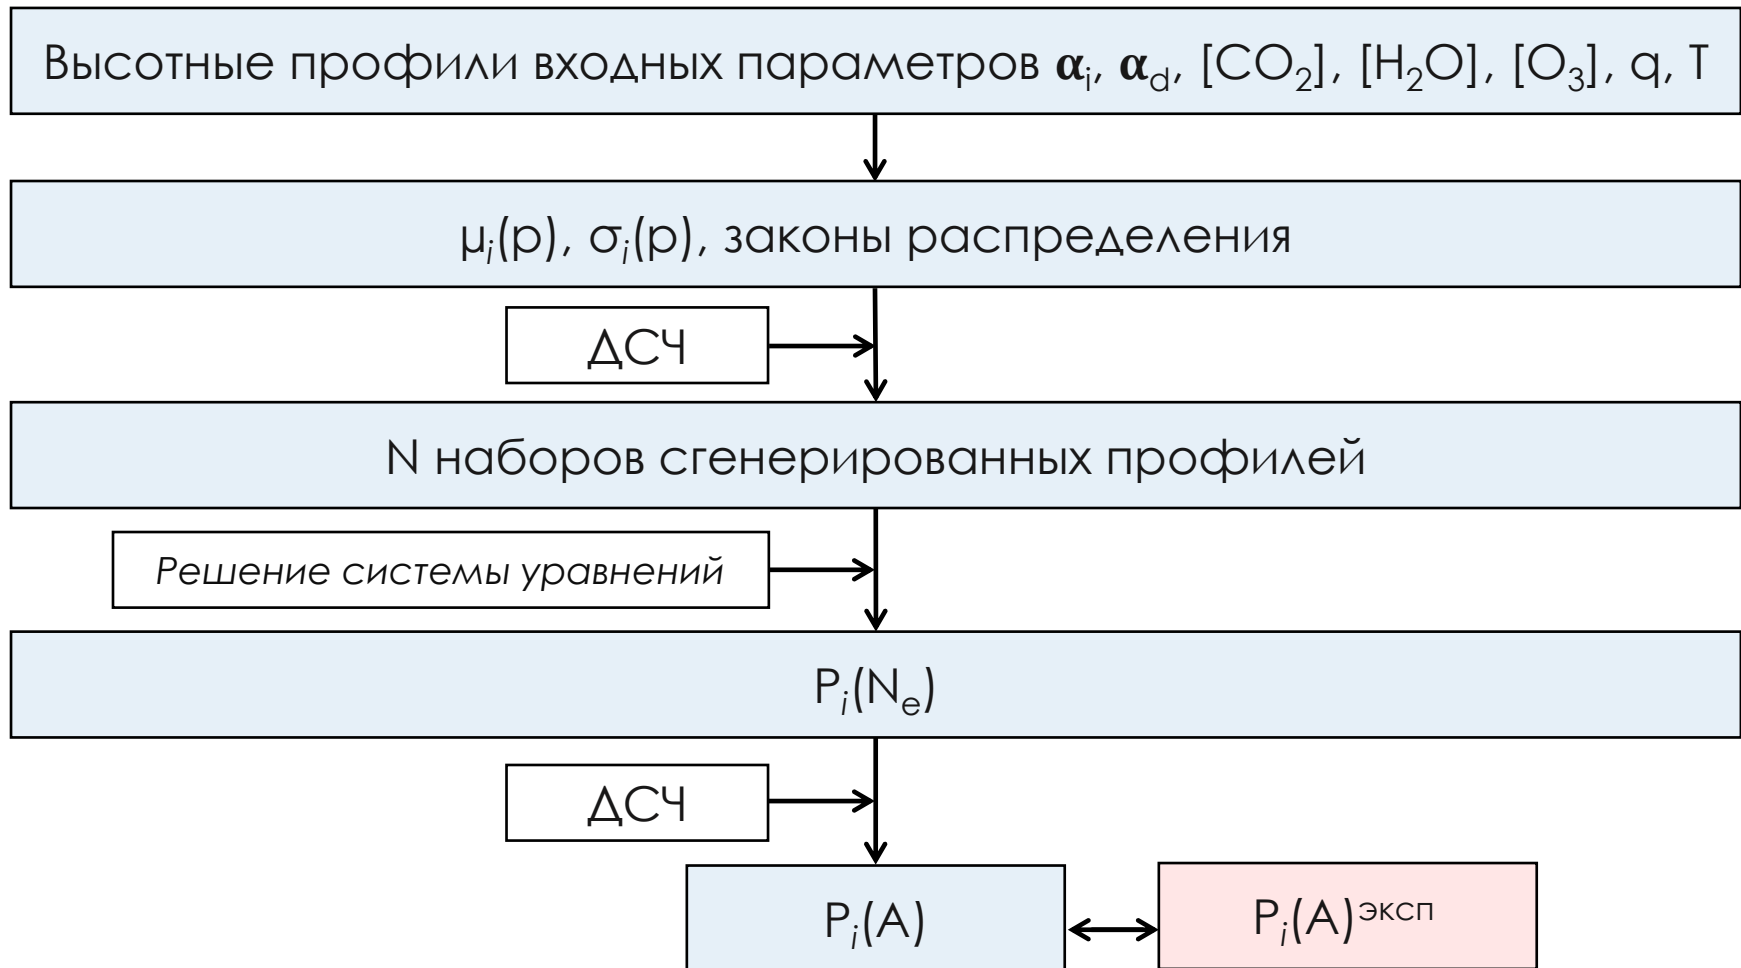 Высотные профили входных параметров αᵢ, α_d, [CO₂], [H₂O], [O₃], q, T
μᵢ(p), σᵢ(p), законы распределения
ДСЧ
N наборов сгенерированных профилей
Решение системы уравнений
Pᵢ(Nₑ)
ДСЧ
Pᵢ(A)
Pᵢ(A)эксп